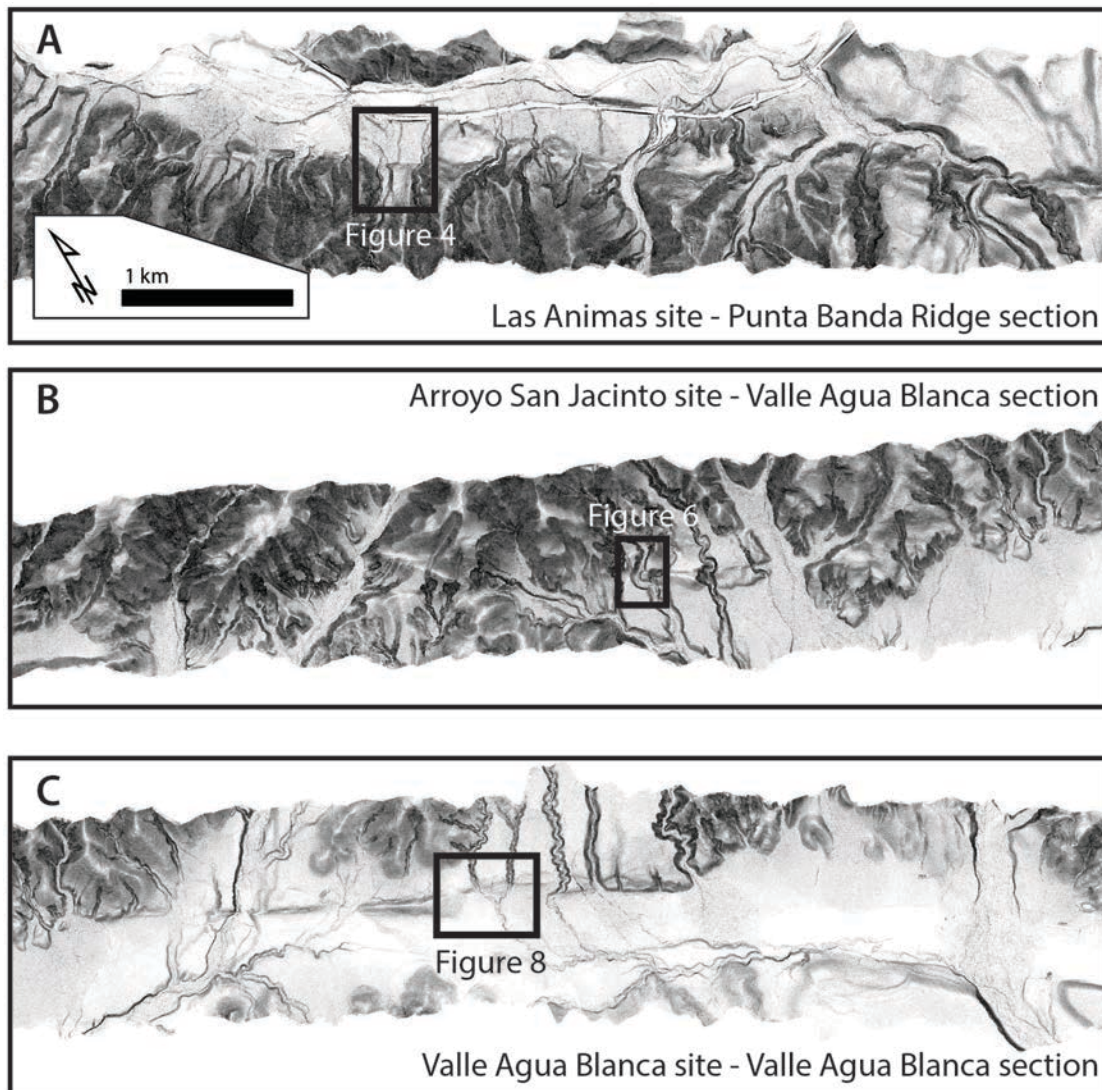 A
Figure 4
N
1 km
Las Animas site - Punta Banda Ridge section
B
Arroyo San Jacinto site - Valle Agua Blanca section
Figure 6
C
Figure 8
Valle Agua Blanca site - Valle Agua Blanca section